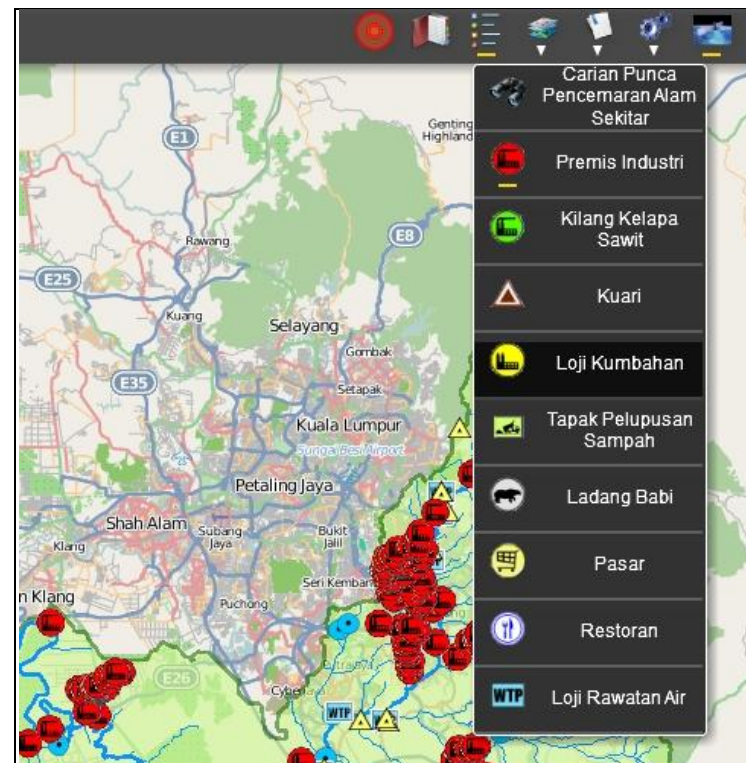 Carian Punca
Pencemaran Alam
Sekitar
Premis Industri
Kilang Kelapa
Sawit
Kuari
Loji Kumbahan
Tapak Pelupusan
Sampah
Ladang Babi
Pasar
Restoran
WTP
Loji Rawatan Air
Genting
Highland
E1
Rawang
E8
E25
Kuang
Selayang
Gombak
E35
Setapak
Kuala Lumpur
Sungai Besi Airport
Petaling Jaya
Shah Alam
Subang
Jaya
Bukit
Jalil
Klang
n Klang
Seri Kemban
Puchong
E26
WTP